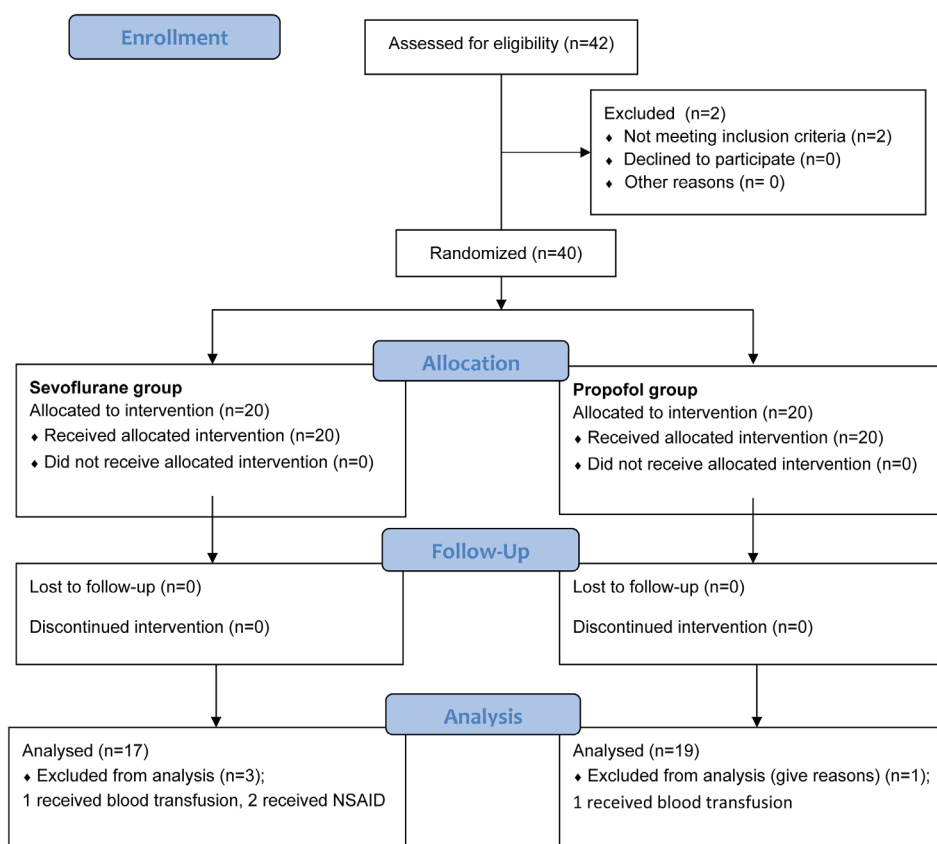 Enrollment
Assessed for eligibility (n=42)
Excluded (n=2)
♦ Not meeting inclusion criteria (n=2)
♦ Declined to participate (n=0)
♦ Other reasons (n= 0)
Randomized (n=40)
Allocation
Sevoflurane group
Allocated to intervention (n=20)
♦ Received allocated intervention (n=20)
♦ Did not receive allocated intervention (n=0)
Propofol group
Allocated to intervention (n=20)
♦ Received allocated intervention (n=20)
♦ Did not receive allocated intervention (n=0)
Follow-Up
Lost to follow-up (n=0)
Discontinued intervention (n=0)
Lost to follow-up (n=0)
Discontinued intervention (n=0)
Analysis
Analysed (n=17)
♦ Excluded from analysis (n=3);
1 received blood transfusion, 2 received NSAID
Analysed (n=19)
♦ Excluded from analysis (give reasons) (n=1);
1 received blood transfusion